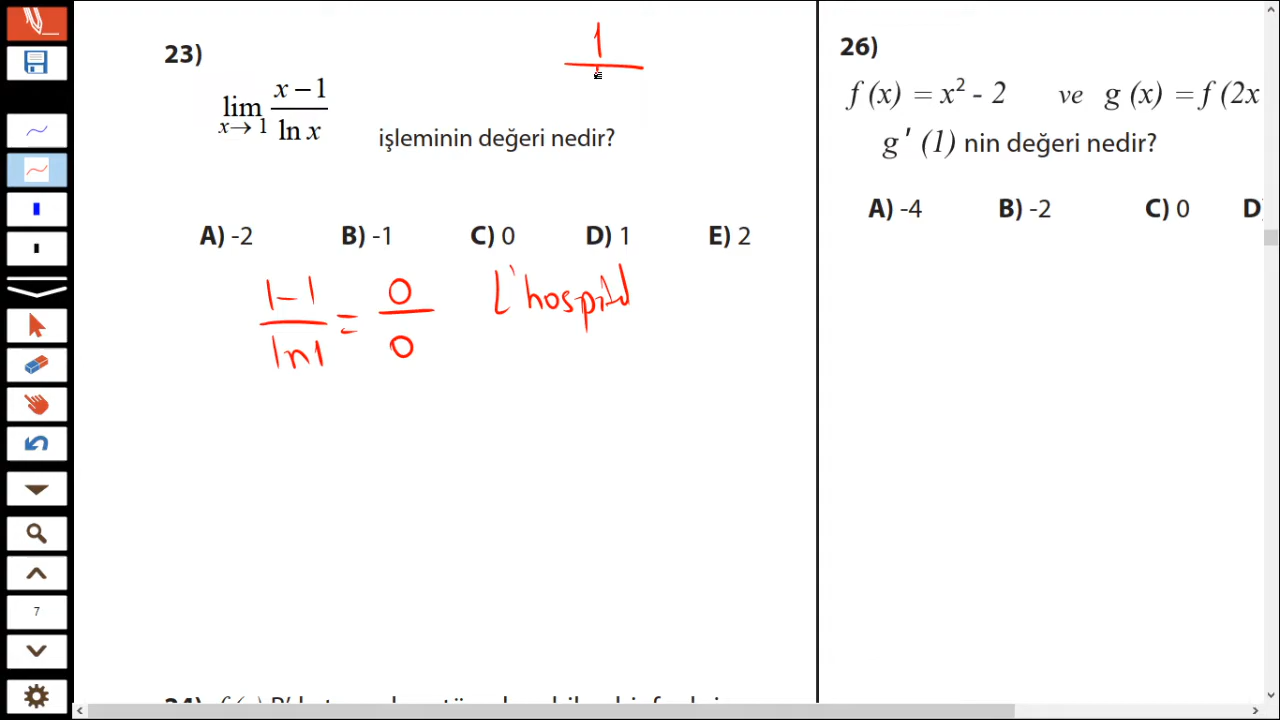 23)
lim x→1 x−1 / ln x
işleminin değeri nedir?
A) -2 B) -1 C) 0 D) 1 E) 2
1
1-1 / ln1 = 0 / 0 L'hospital
26)
f (x) = x² - 2 ve g (x) = f (2x
g ' (1) nin değeri nedir?
A) -4 B) -2 C) 0 D)
7